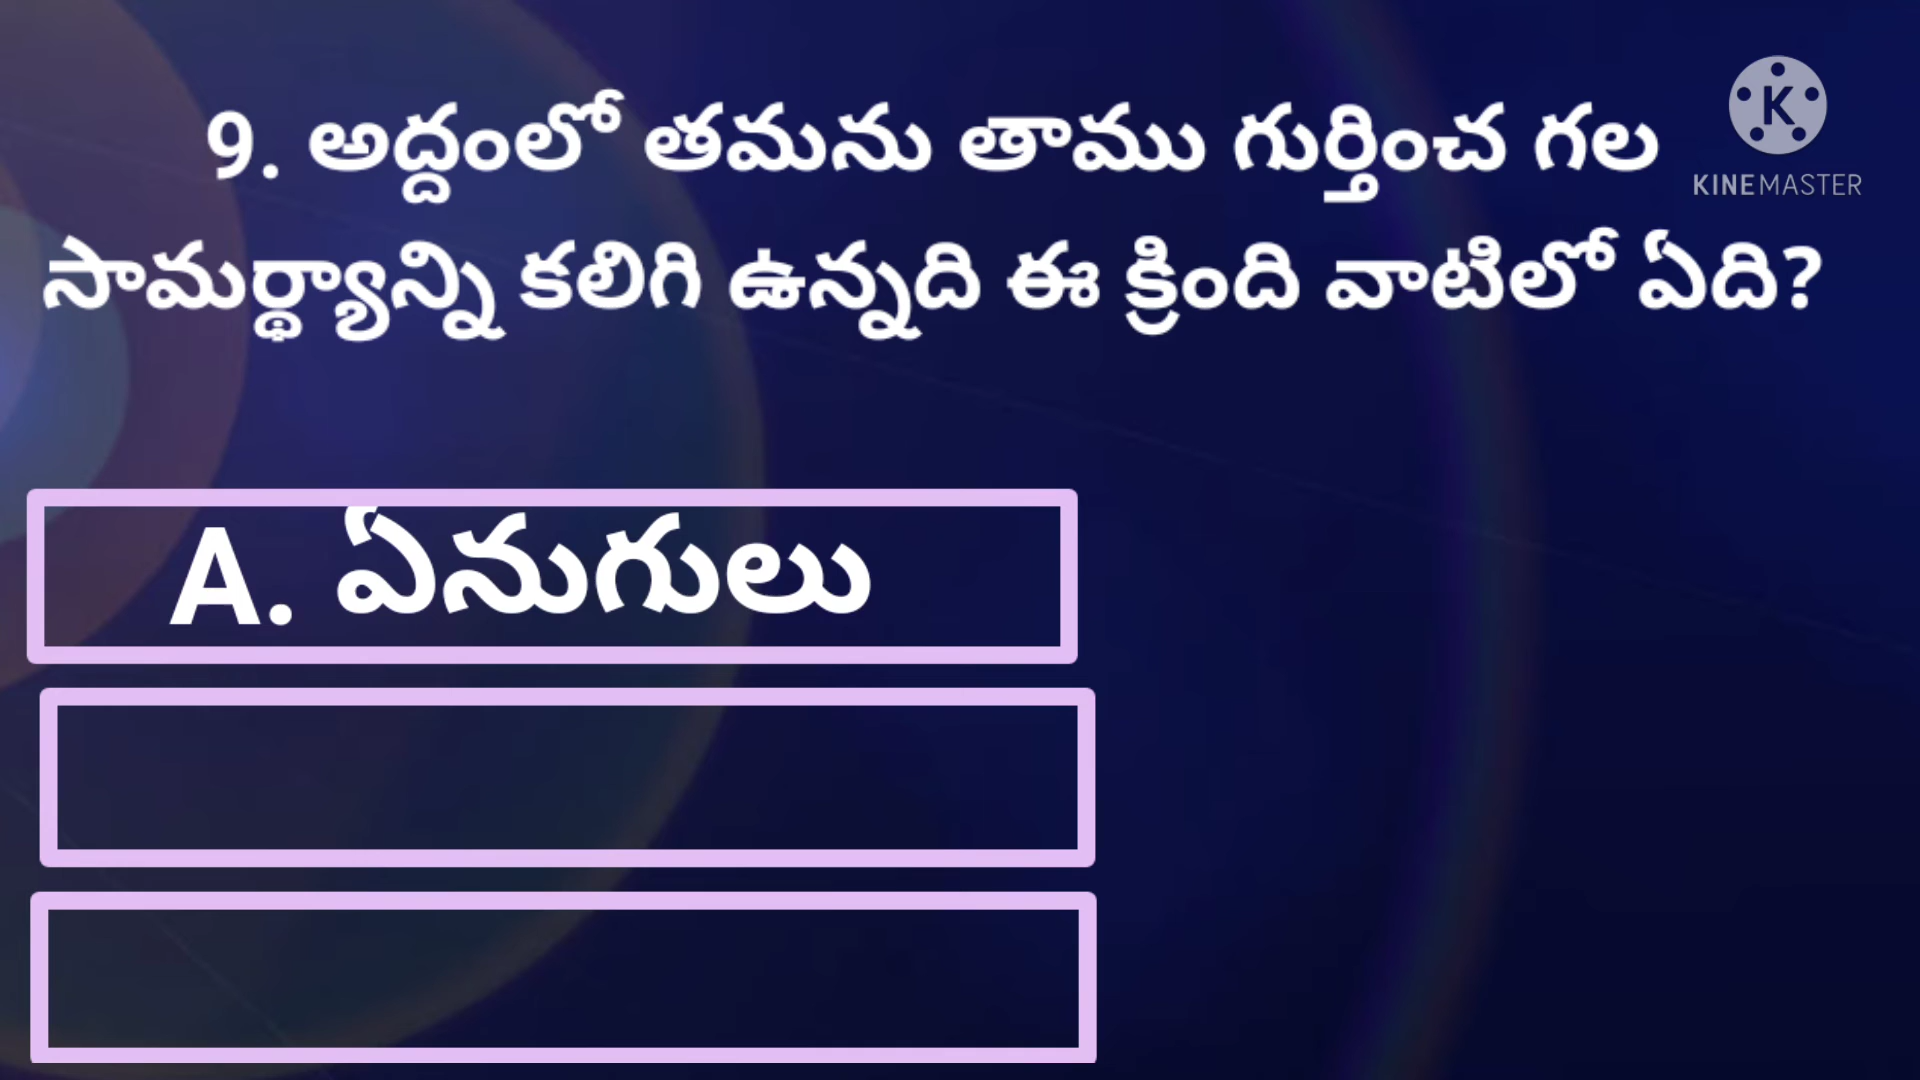 9. అద్దంలో తమను తాము గుర్తించ గల
సామర్థ్యాన్ని కలిగి ఉన్నది ఈ క్రింది వాటిలో ఏది?
K
KINEMASTER
A. ఏనుగులు